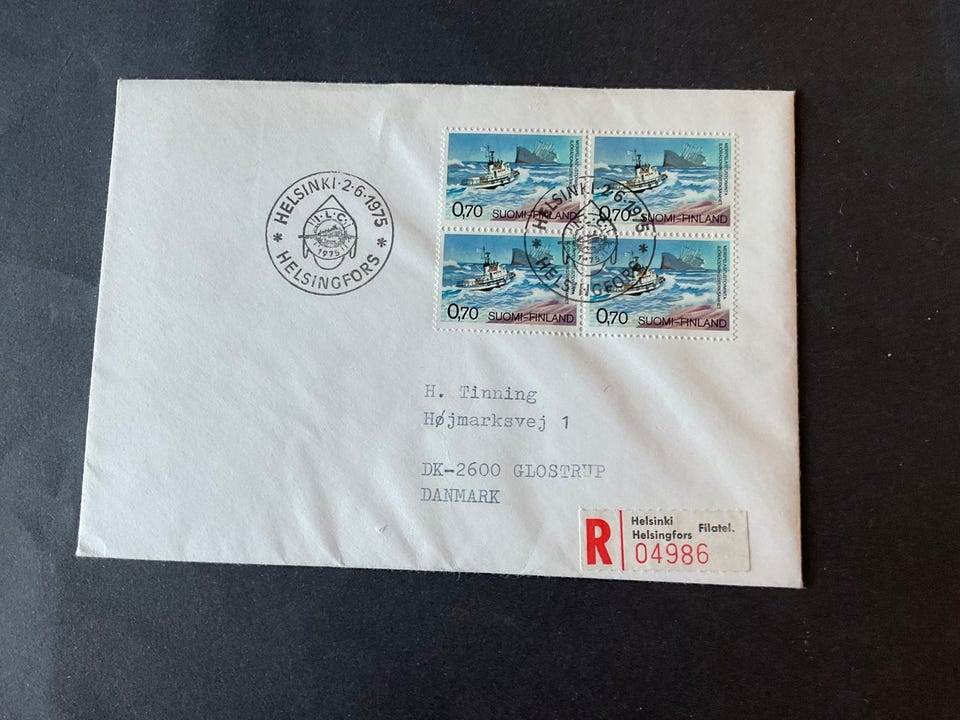 HELSINKI·2·6·1975
I.L.C.
1975
* HELSINGFORS *
0,70 SUOMI-FINLAND
0,70 SUOMI-FINLAND
0,70 SUOMI-FINLAND
0,70 SUOMI-FINLAND
HELSINKI·2·6·1975
I.L.C.
1975
* HELSINGFORS *
H. Tinning
Højmarksvej 1
DK-2600 GLOSTRUP
DANMARK
R
Helsinki
Helsingfors Filatel.
04986